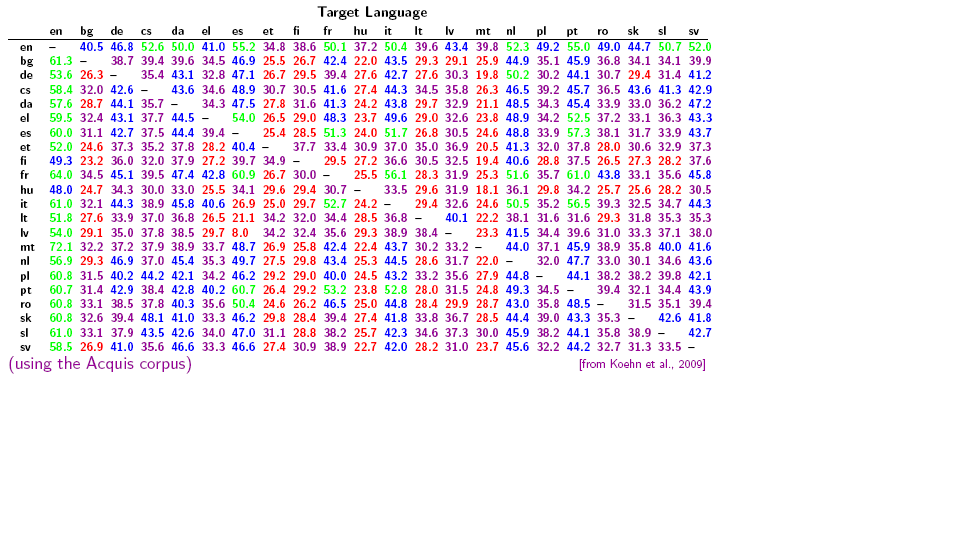 Target Language
en bg de cs da el es et fi fr hu it lt lv mt nl pl pt ro sk sl sv
en – 40.5 46.8 52.6 50.0 41.0 55.2 34.8 38.6 50.1 37.2 50.4 39.6 43.4 39.8 52.3 49.2 55.0 49.0 44.7 50.7 52.0
bg 61.3 – 38.7 39.4 39.6 34.5 46.9 25.5 26.7 42.4 22.0 43.5 29.3 29.1 25.9 44.9 35.1 45.9 36.8 34.1 34.1 39.9
de 53.6 26.3 – 35.4 43.1 32.8 47.1 26.7 29.5 39.4 27.6 42.7 27.6 30.3 19.8 50.2 30.2 44.1 30.7 29.4 31.4 41.2
cs 58.4 32.0 42.6 – 43.6 34.6 48.9 30.7 30.5 41.6 27.4 44.3 34.5 35.8 26.3 46.5 39.2 45.7 36.5 43.6 41.3 42.9
da 57.6 28.7 44.1 35.7 – 34.3 47.5 27.8 31.6 41.3 24.2 43.8 29.7 32.9 21.1 48.5 34.3 45.4 33.9 33.0 36.2 47.2
el 59.5 32.4 43.1 37.7 44.5 – 54.0 26.5 29.0 48.3 23.7 49.6 29.0 32.6 23.8 48.9 34.2 52.5 37.2 33.1 36.3 43.3
es 60.0 31.1 42.7 37.5 44.4 39.4 – 25.4 28.5 51.3 24.0 51.7 26.8 30.5 24.6 48.8 33.9 57.3 38.1 31.7 33.9 43.7
et 52.0 24.6 37.3 35.2 37.8 28.2 40.4 – 37.7 33.4 30.9 37.0 35.0 36.9 20.5 41.3 32.0 37.8 28.0 30.6 32.9 37.3
fi 49.3 23.2 36.0 32.0 37.9 27.2 39.7 34.9 – 29.5 27.2 36.6 30.5 32.5 19.4 40.6 28.8 37.5 26.5 27.3 28.2 37.6
fr 64.0 34.5 45.1 39.5 47.4 42.8 60.9 26.7 30.0 – 25.5 56.1 28.3 31.9 25.3 51.6 35.7 61.0 43.8 33.1 35.6 45.8
hu 48.0 24.7 34.3 30.0 33.0 25.5 34.1 29.6 29.4 30.7 – 33.5 29.6 31.9 18.1 36.1 29.8 34.2 25.7 25.6 28.2 30.5
it 61.0 32.1 44.3 38.9 45.8 40.6 26.9 25.0 29.7 52.7 24.2 – 29.4 32.6 24.6 50.5 35.2 56.5 39.3 32.5 34.7 44.3
lt 51.8 27.6 33.9 37.0 36.8 26.5 21.1 34.2 32.0 34.4 28.5 36.8 – 40.1 22.2 38.1 31.6 31.6 29.3 31.8 35.3 35.3
lv 54.0 29.1 35.0 37.8 38.5 29.7 8.0 34.2 32.4 35.6 29.3 38.9 38.4 – 23.3 41.5 34.4 39.6 31.0 33.3 37.1 38.0
mt 72.1 32.2 37.2 37.9 38.9 33.7 48.7 26.9 25.8 42.4 22.4 43.7 30.2 33.2 – 44.0 37.1 45.9 38.9 35.8 40.0 41.6
nl 56.9 29.3 46.9 37.0 45.4 35.3 49.7 27.5 29.8 43.4 25.3 44.5 28.6 31.7 22.0 – 32.0 47.7 33.0 30.1 34.6 43.6
pl 60.8 31.5 40.2 44.2 42.1 34.2 46.2 29.2 29.0 40.0 24.5 43.2 33.2 35.6 27.9 44.8 – 44.1 38.2 38.2 39.8 42.1
pt 60.7 31.4 42.9 38.4 42.8 40.2 60.7 26.4 29.2 53.2 23.8 52.8 28.0 31.5 24.8 49.3 34.5 – 39.4 32.1 34.4 43.9
ro 60.8 33.1 38.5 37.8 40.3 35.6 50.4 24.6 26.2 46.5 25.0 44.8 28.4 29.9 28.7 43.0 35.8 48.5 – 31.5 35.1 39.4
sk 60.8 32.6 39.4 48.1 41.0 33.3 46.2 29.8 28.4 39.4 27.4 41.8 33.8 36.7 28.5 44.4 39.0 43.3 35.3 – 42.6 41.8
sl 61.0 33.1 37.9 43.5 42.6 34.0 47.0 31.1 28.8 38.2 25.7 42.3 34.6 37.3 30.0 45.9 38.2 44.1 35.8 38.9 – 42.7
sv 58.5 26.9 41.0 35.6 46.6 33.3 46.6 27.4 30.9 38.9 22.7 42.0 28.2 31.0 23.7 45.6 32.2 44.2 32.7 31.3 33.5 –
(using the Acquis corpus)
[from Koehn et al., 2009]